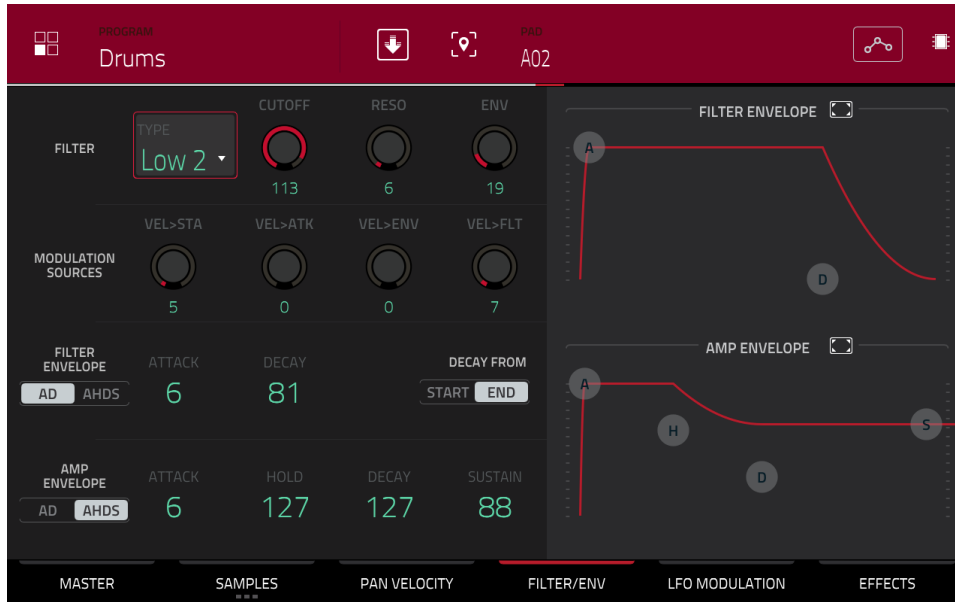 PROGRAM
Drums
PAD
A02
FILTER
TYPE
Low 2
CUTOFF
113
RESO
6
ENV
19
MODULATION
SOURCES
VEL>STA
5
VEL>ATK
0
VEL>ENV
0
VEL>FLT
7
FILTER
ENVELOPE
AD AHDS
ATTACK
6
DECAY
81
DECAY FROM
START END
AMP
ENVELOPE
AD AHDS
ATTACK
6
HOLD
127
DECAY
127
SUSTAIN
88
FILTER ENVELOPE
A
D
AMP ENVELOPE
A
H
D
S
MASTER SAMPLES PAN VELOCITY FILTER/ENV LFO MODULATION EFFECTS